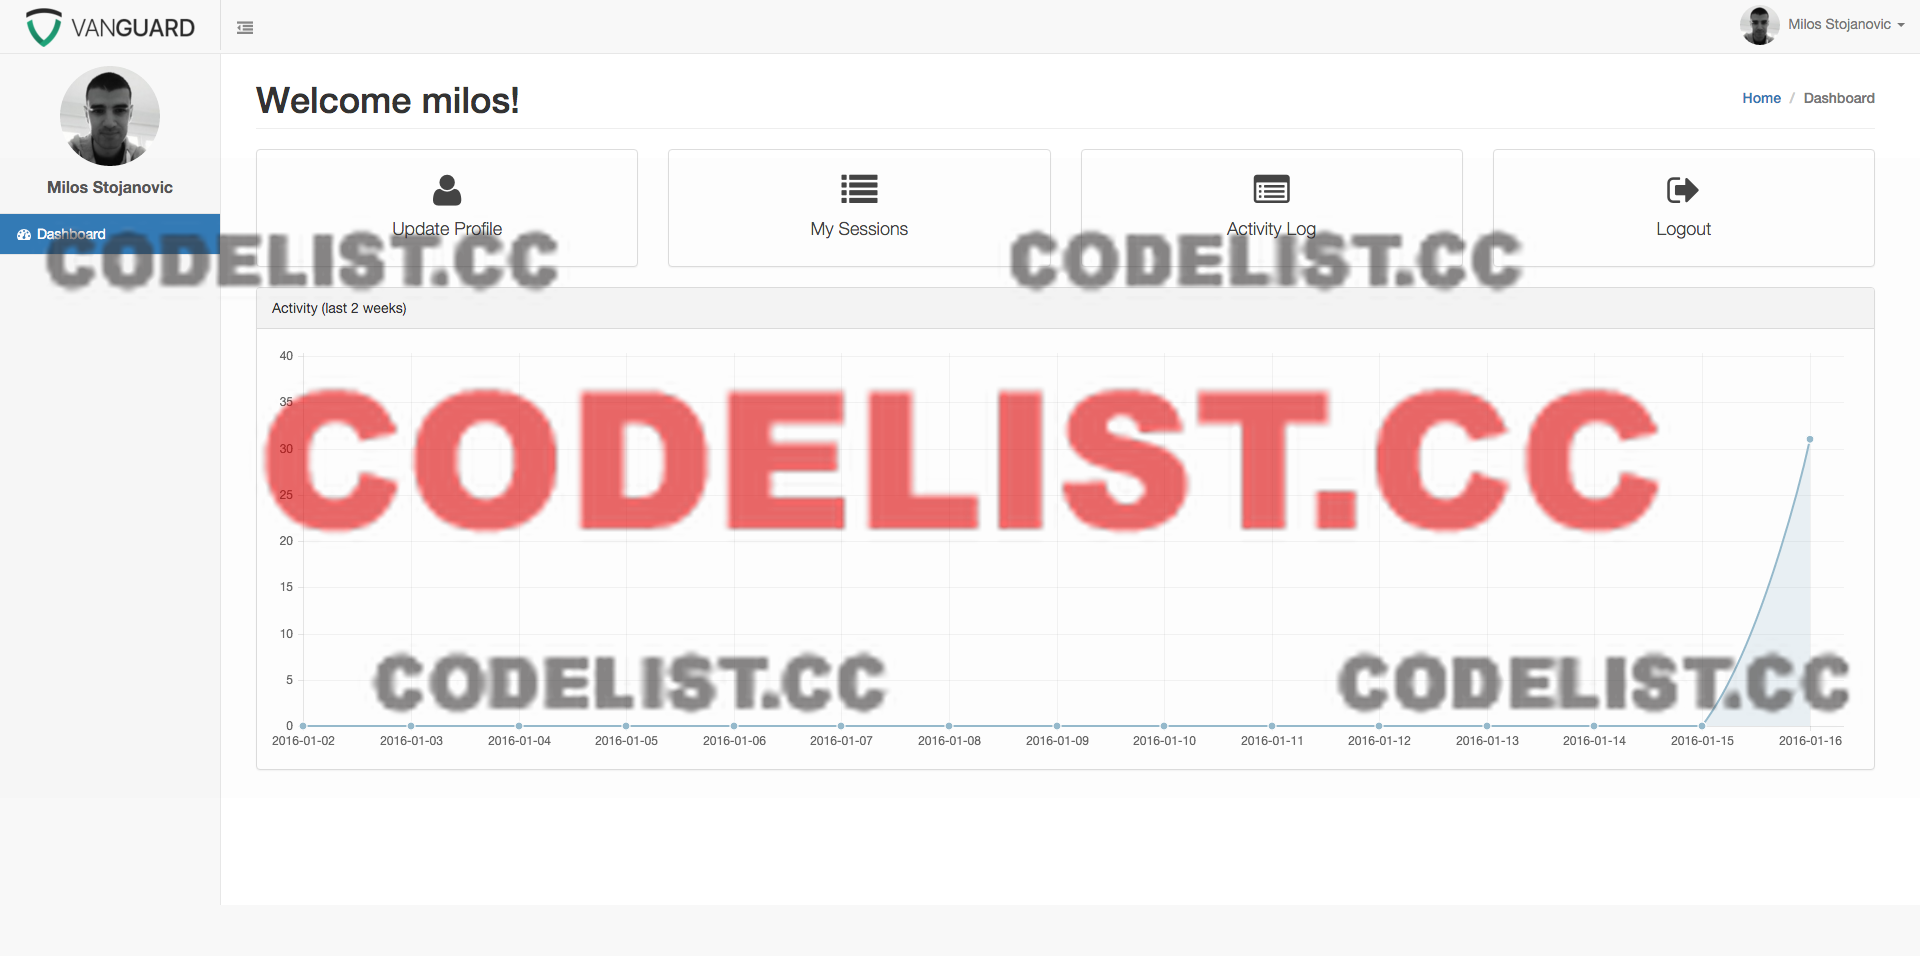 VANGUARD
Milos Stojanovic
Welcome milos!
Home / Dashboard
Milos Stojanovic
Dashboard
Update Profile
My Sessions
Activity Log
Logout
CODELIST.CC
CODELIST.CC
Activity (last 2 weeks)
40
35
30
25
20
15
10
5
0
CODELIST.CC
CODELIST.CC
CODELIST.CC
2016-01-02 2016-01-03 2016-01-04 2016-01-05 2016-01-06 2016-01-07 2016-01-08 2016-01-09 2016-01-10 2016-01-11 2016-01-12 2016-01-13 2016-01-14 2016-01-15 2016-01-16